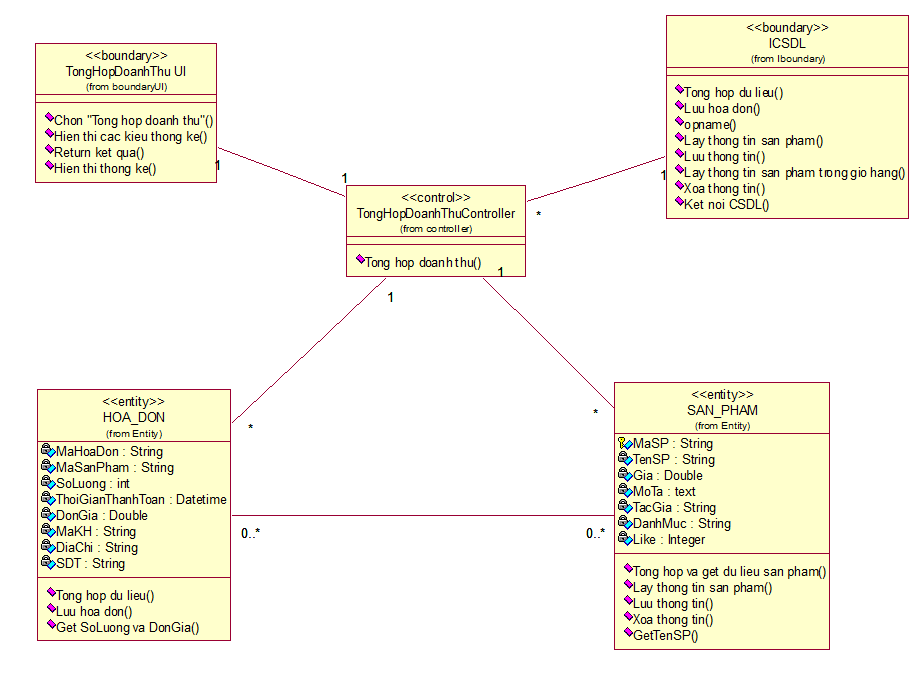 <<boundary>>
TongHopDoanhThu UI
(from boundaryUI)
Chon "Tong hop doanh thu"()
Hien thi cac kieu thong ke()
Return ket qua()
Hien thi thong ke()
1
<<boundary>>
ICSDL
(from Iboundary)
Tong hop du lieu()
Luu hoa don()
opname()
Lay thong tin san pham()
Luu thong tin()
Lay thong tin san pham trong gio hang()
Xoa thong tin()
Ket noi CSDL()
1
1
*
<<control>>
TongHopDoanhThuController
(from controller)
Tong hop doanh thu()
1
1
<<entity>>
HOA_DON
(from Entity)
MaHoaDon : String
MaSanPham : String
SoLuong : int
ThoiGianThanhToan : Datetime
DonGia : Double
MaKH : String
DiaChi : String
SDT : String
Tong hop du lieu()
Luu hoa don()
Get SoLuong va DonGia()
*
0..*
*
0..*
<<entity>>
SAN_PHAM
(from Entity)
MaSP : String
TenSP : String
Gia : Double
MoTa : text
TacGia : String
DanhMuc : String
Like : Integer
Tong hop va get du lieu san pham()
Lay thong tin san pham()
Luu thong tin()
Xoa thong tin()
GetTenSP()